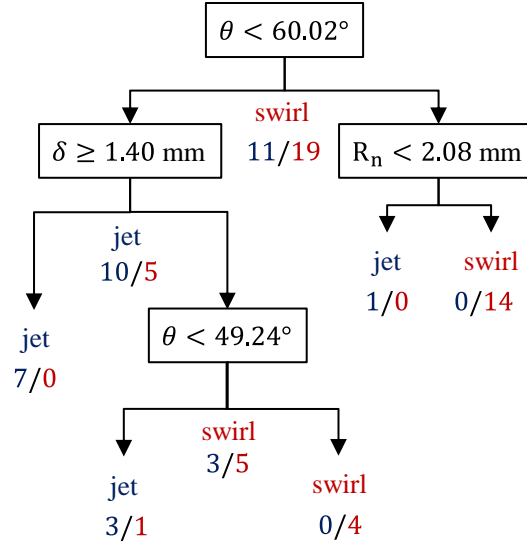 θ < 60.02°
swirl
11/19
δ ≥ 1.40 mm
Rₙ < 2.08 mm
jet
10/5
jet
1/0
swirl
0/14
jet
7/0
θ < 49.24°
swirl
3/5
jet
3/1
swirl
0/4